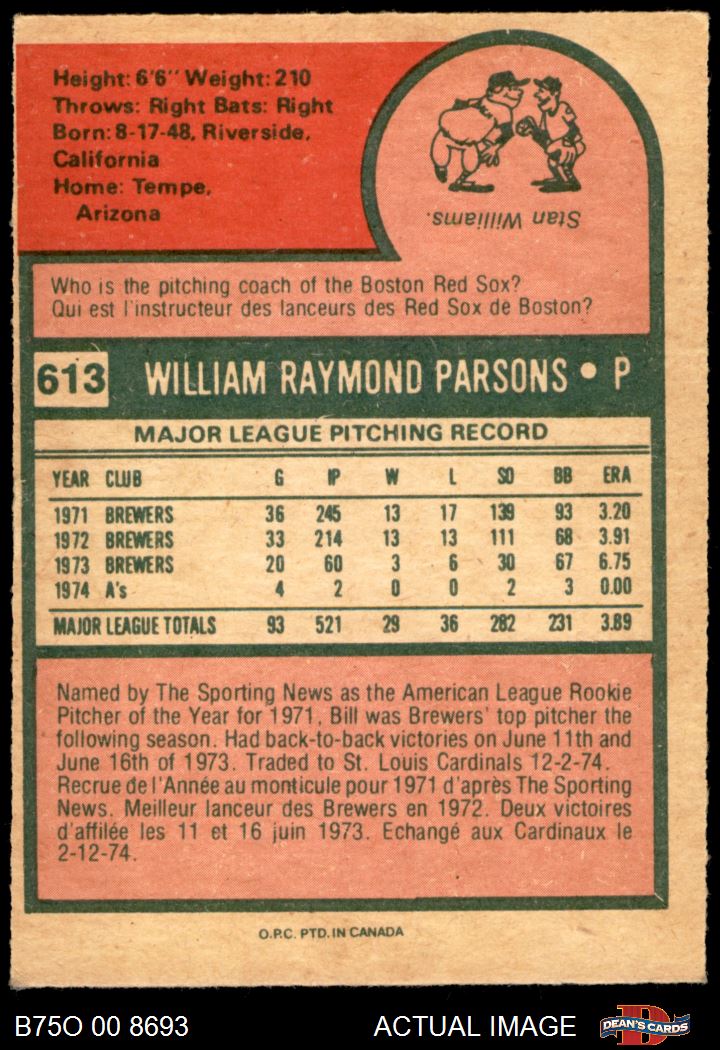 Height: 6'6" Weight: 210
Throws: Right Bats: Right
Born: 8-17-48, Riverside,
California
Home: Tempe,
Arizona
Stan Williams.
Who is the pitching coach of the Boston Red Sox?
Qui est l'instructeur des lanceurs des Red Sox de Boston?
613 WILLIAM RAYMOND PARSONS • P
MAJOR LEAGUE PITCHING RECORD
YEAR CLUB G IP W L SO BB ERA
1971 BREWERS 36 245 13 17 139 93 3.20
1972 BREWERS 33 214 13 13 111 68 3.91
1973 BREWERS 20 60 3 6 30 67 6.75
1974 A's 4 2 0 0 2 3 0.00
MAJOR LEAGUE TOTALS 93 521 29 36 282 231 3.89
Named by The Sporting News as the American League Rookie
Pitcher of the Year for 1971, Bill was Brewers' top pitcher the
following season. Had back-to-back victories on June 11th and
June 16th of 1973. Traded to St. Louis Cardinals 12-2-74.
Recrue de l'Année au monticule pour 1971 d'après The Sporting
News. Meilleur lanceur des Brewers en 1972. Deux victoires
d'affilée les 11 et 16 juin 1973. Echangé aux Cardinaux le
2-12-74.
O.P.C. PTD. IN CANADA
B75O 00 8693 ACTUAL IMAGE D DEAN'S CARDS